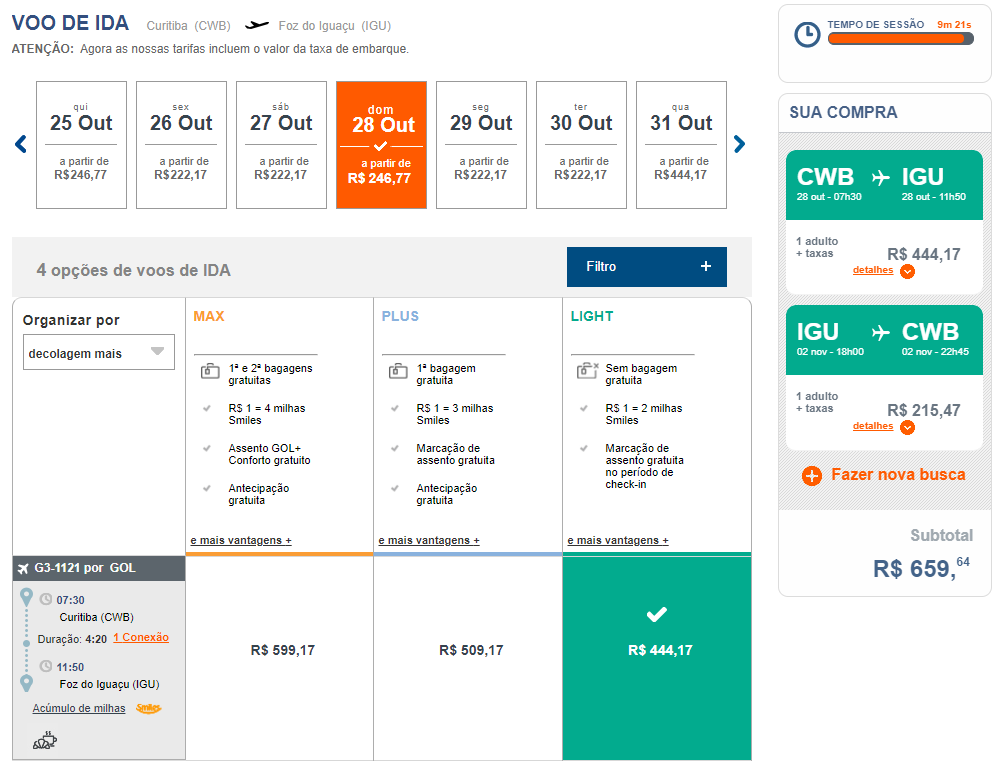 VOO DE IDA Curitiba (CWB) Foz do Iguaçu (IGU)
ATENÇÃO: Agora as nossas tarifas incluem o valor da taxa de embarque.
qui
25 Out
a partir de
R$246,77
sex
26 Out
a partir de
R$222,17
sáb
27 Out
a partir de
R$222,17
dom
28 Out
a partir de
R$ 246,77
seg
29 Out
a partir de
R$222,17
ter
30 Out
a partir de
R$222,17
qua
31 Out
a partir de
R$444,17
4 opções de voos de IDA
Filtro +
Organizar por
decolagem mais
MAX
1ª e 2ª bagagens
gratuitas
R$ 1 = 4 milhas
Smiles
Assento GOL+
Conforto gratuito
Antecipação
gratuita
e mais vantagens +
PLUS
1ª bagagem
gratuita
R$ 1 = 3 milhas
Smiles
Marcação de
assento gratuita
Antecipação
gratuita
e mais vantagens +
LIGHT
Sem bagagem
gratuita
R$ 1 = 2 milhas
Smiles
Marcação de
assento gratuita
no período de
check-in
e mais vantagens +
G3-1121 por GOL
07:30
Curitiba (CWB)
Duração: 4:20 1 Conexão
11:50
Foz do Iguaçu (IGU)
Acúmulo de milhas Smiles
R$ 599,17
R$ 509,17
R$ 444,17
TEMPO DE SESSÃO 9m 21s
SUA COMPRA
CWB IGU
28 out - 07h30 28 out - 11h50
1 adulto
+ taxas
R$ 444,17
detalhes
IGU CWB
02 nov - 18h00 02 nov - 22h45
1 adulto
+ taxas
R$ 215,47
detalhes
Fazer nova busca
Subtotal
R$ 659,64